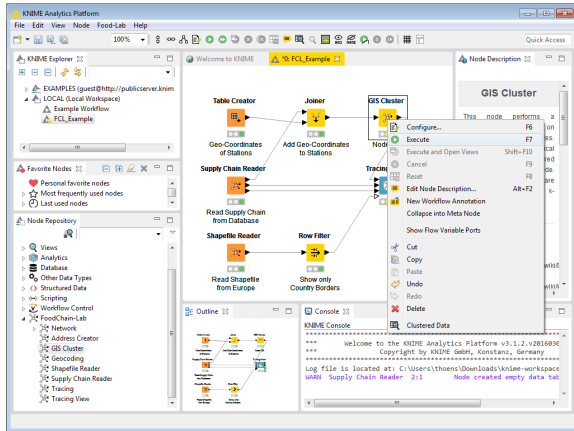 KNIME Analytics Platform
File Edit View Node Food-Lab Help
100%
Quick Access
KNIME Explorer
EXAMPLES (guest@http://publicserver.knim
LOCAL (Local Workspace)
Example Workflow
FCL_Example
Favorite Nodes
Personal favorite nodes
Most frequently used nodes
Last used nodes
Node Repository
Views
Analytics
Database
Other Data Types
Structured Data
Scripting
Workflow Control
FoodChain-Lab
Network
Address Creator
GIS Cluster
Geocoding
Shapefile Reader
Supply Chain Reader
Tracing
Tracing View
Welcome to KNIME
*0: FCL_Example
Table Creator
Joiner
GIS Cluster
Geo-Coordinates
of Stations
Add Geo-Coordinates
to Stations
Supply Chain Reader
Read Supply Chain
from Database
Shapefile Reader
Row Filter
Read Shapefile
from Europe
Show only
Country Borders
Configure... F6
Execute F7
Execute and Open Views Shift+F10
Cancel F9
Reset F8
Edit Node Description... Alt+F2
New Workflow Annotation
Collapse into Meta Node
Show Flow Variable Ports
Cut
Copy
Paste
Undo
Redo
Delete
Clustered Data
Node Description
GIS Cluster
This node performs a
Outline
Console
KNIME Console
*** Welcome to the KNIME Analytics Platform v3.1.2.v2016030
*** Copyright by KNIME GmbH, Konstanz, Germany
Log file is located at: C:\Users\thoens\Downloads\knime-workspace
WARN Supply Chain Reader 2:1 Node created empty data tab